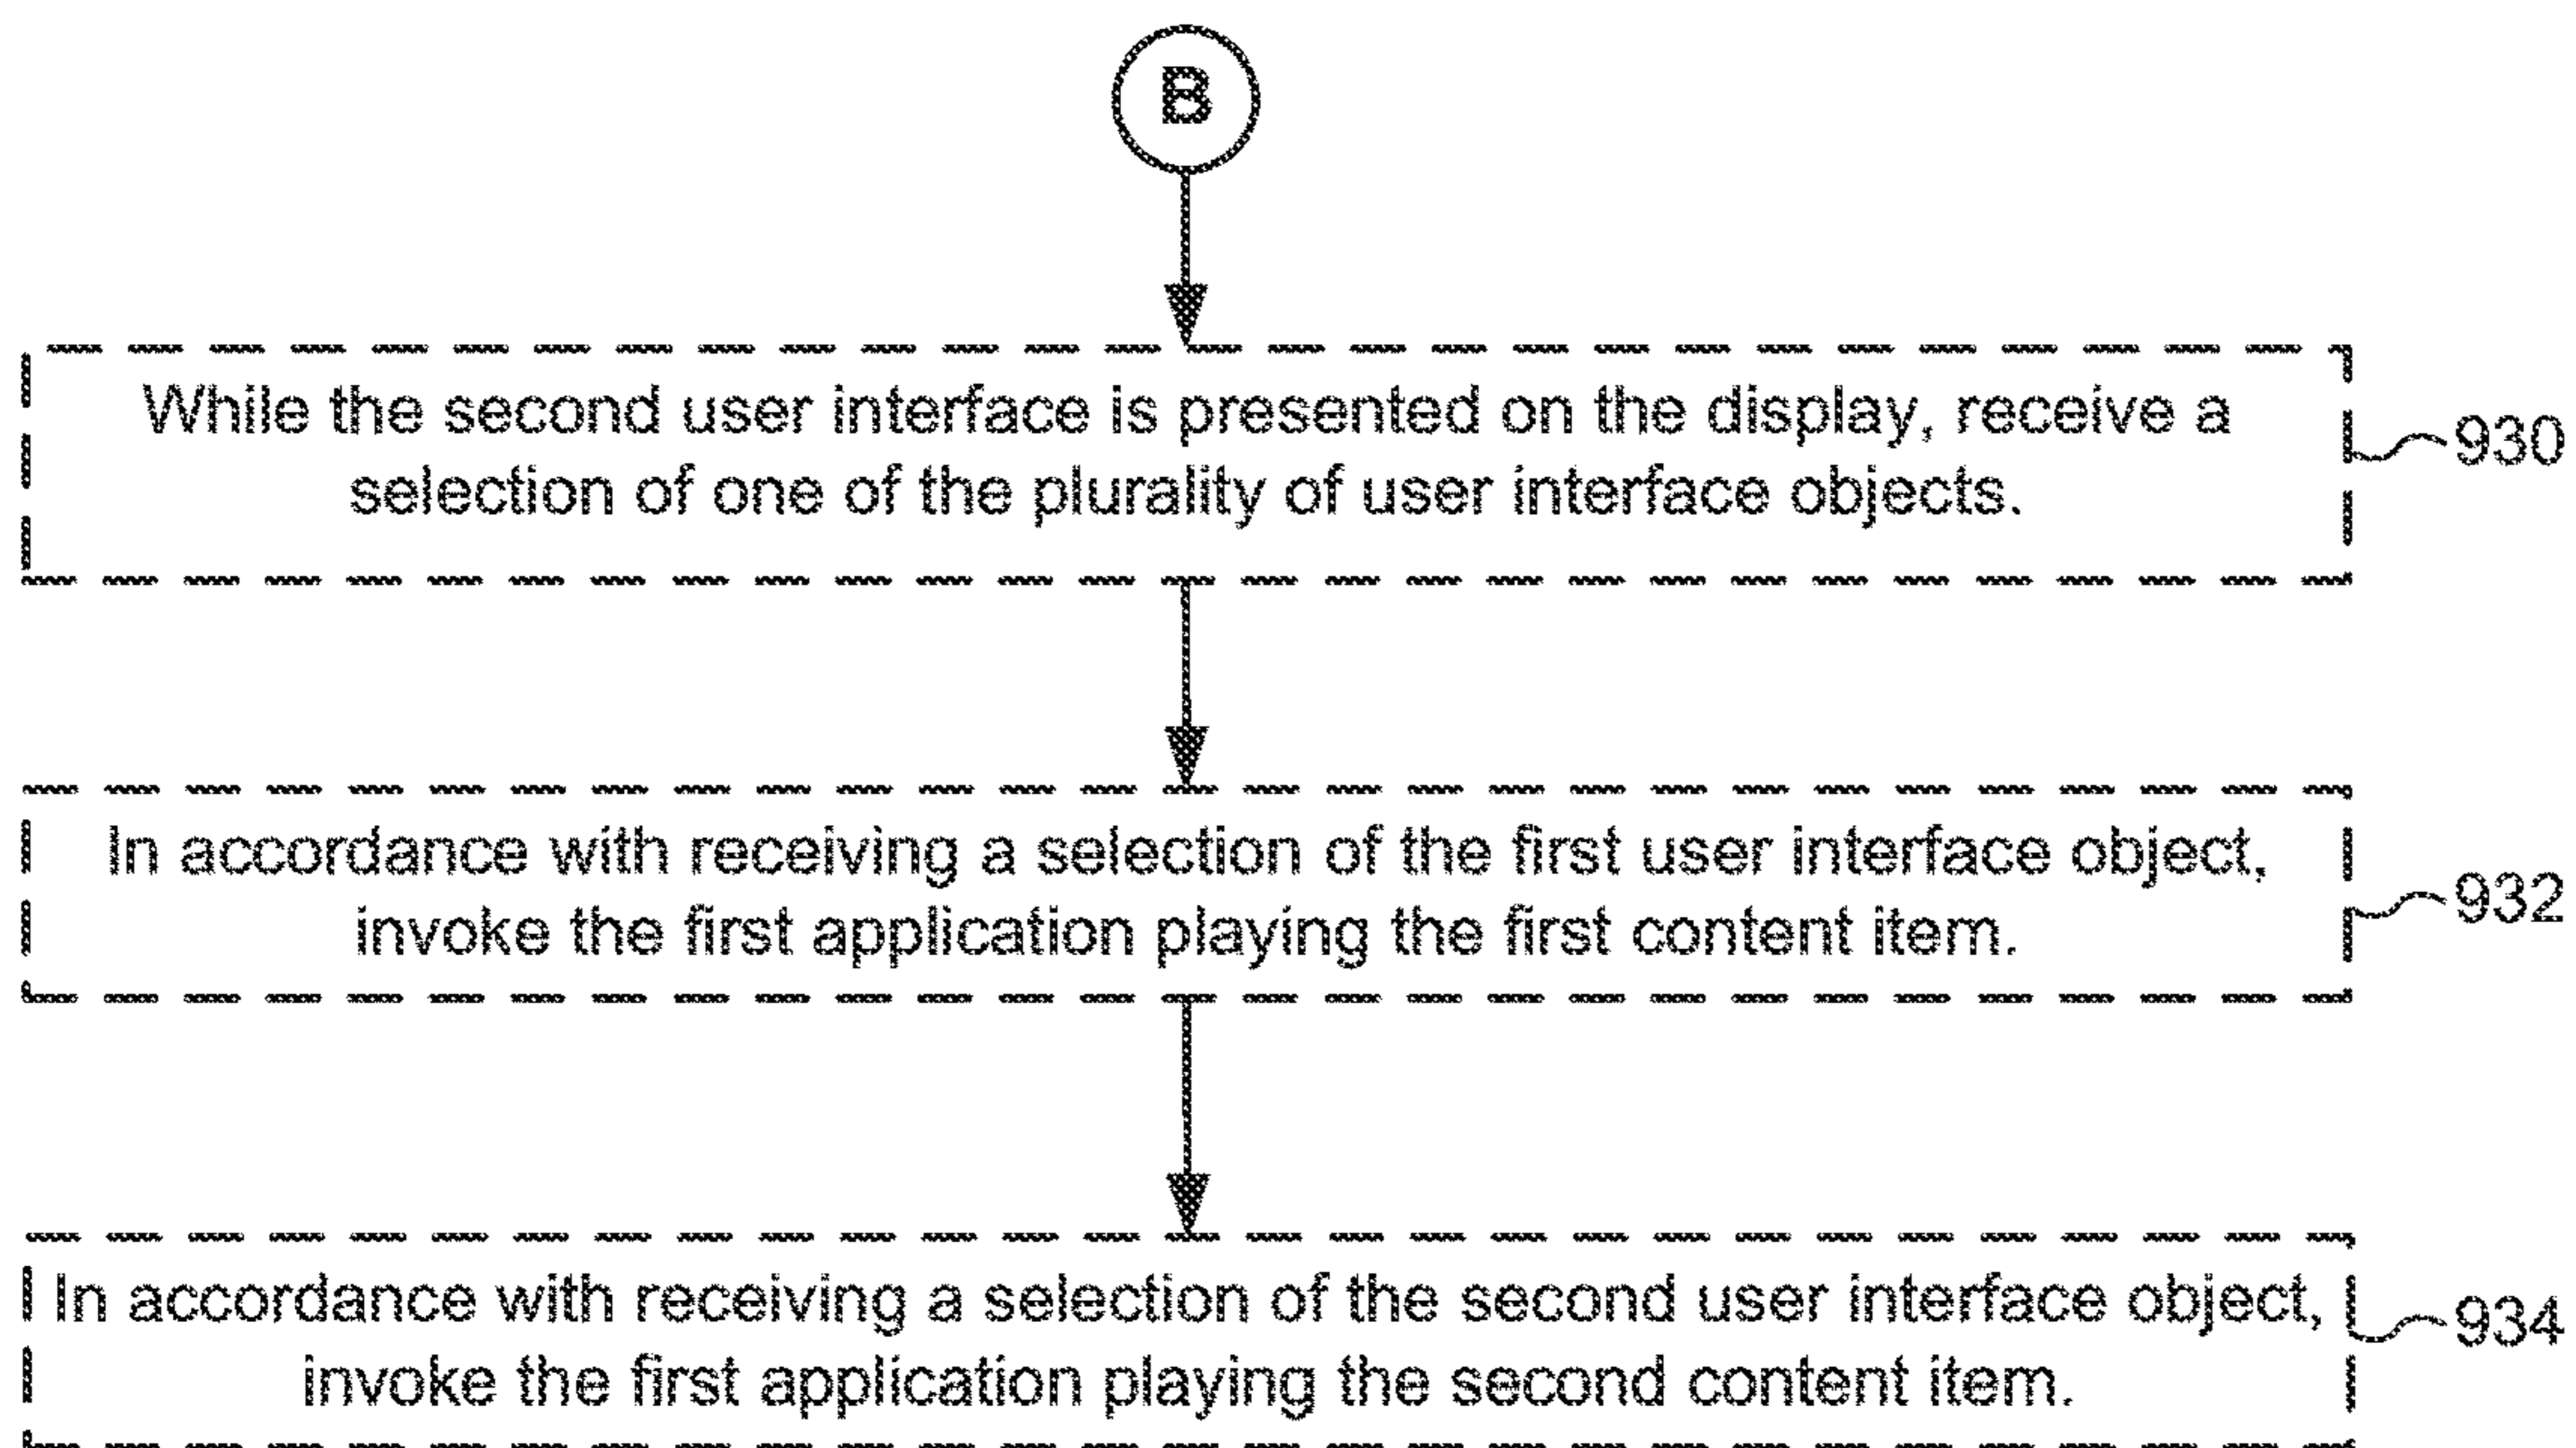 B
While the second user interface is presented on the display, receive a
selection of one of the plurality of user interface objects.
930
In accordance with receiving a selection of the first user interface object,
invoke the first application playing the first content item.
932
In accordance with receiving a selection of the second user interface object,
invoke the first application playing the second content item.
934